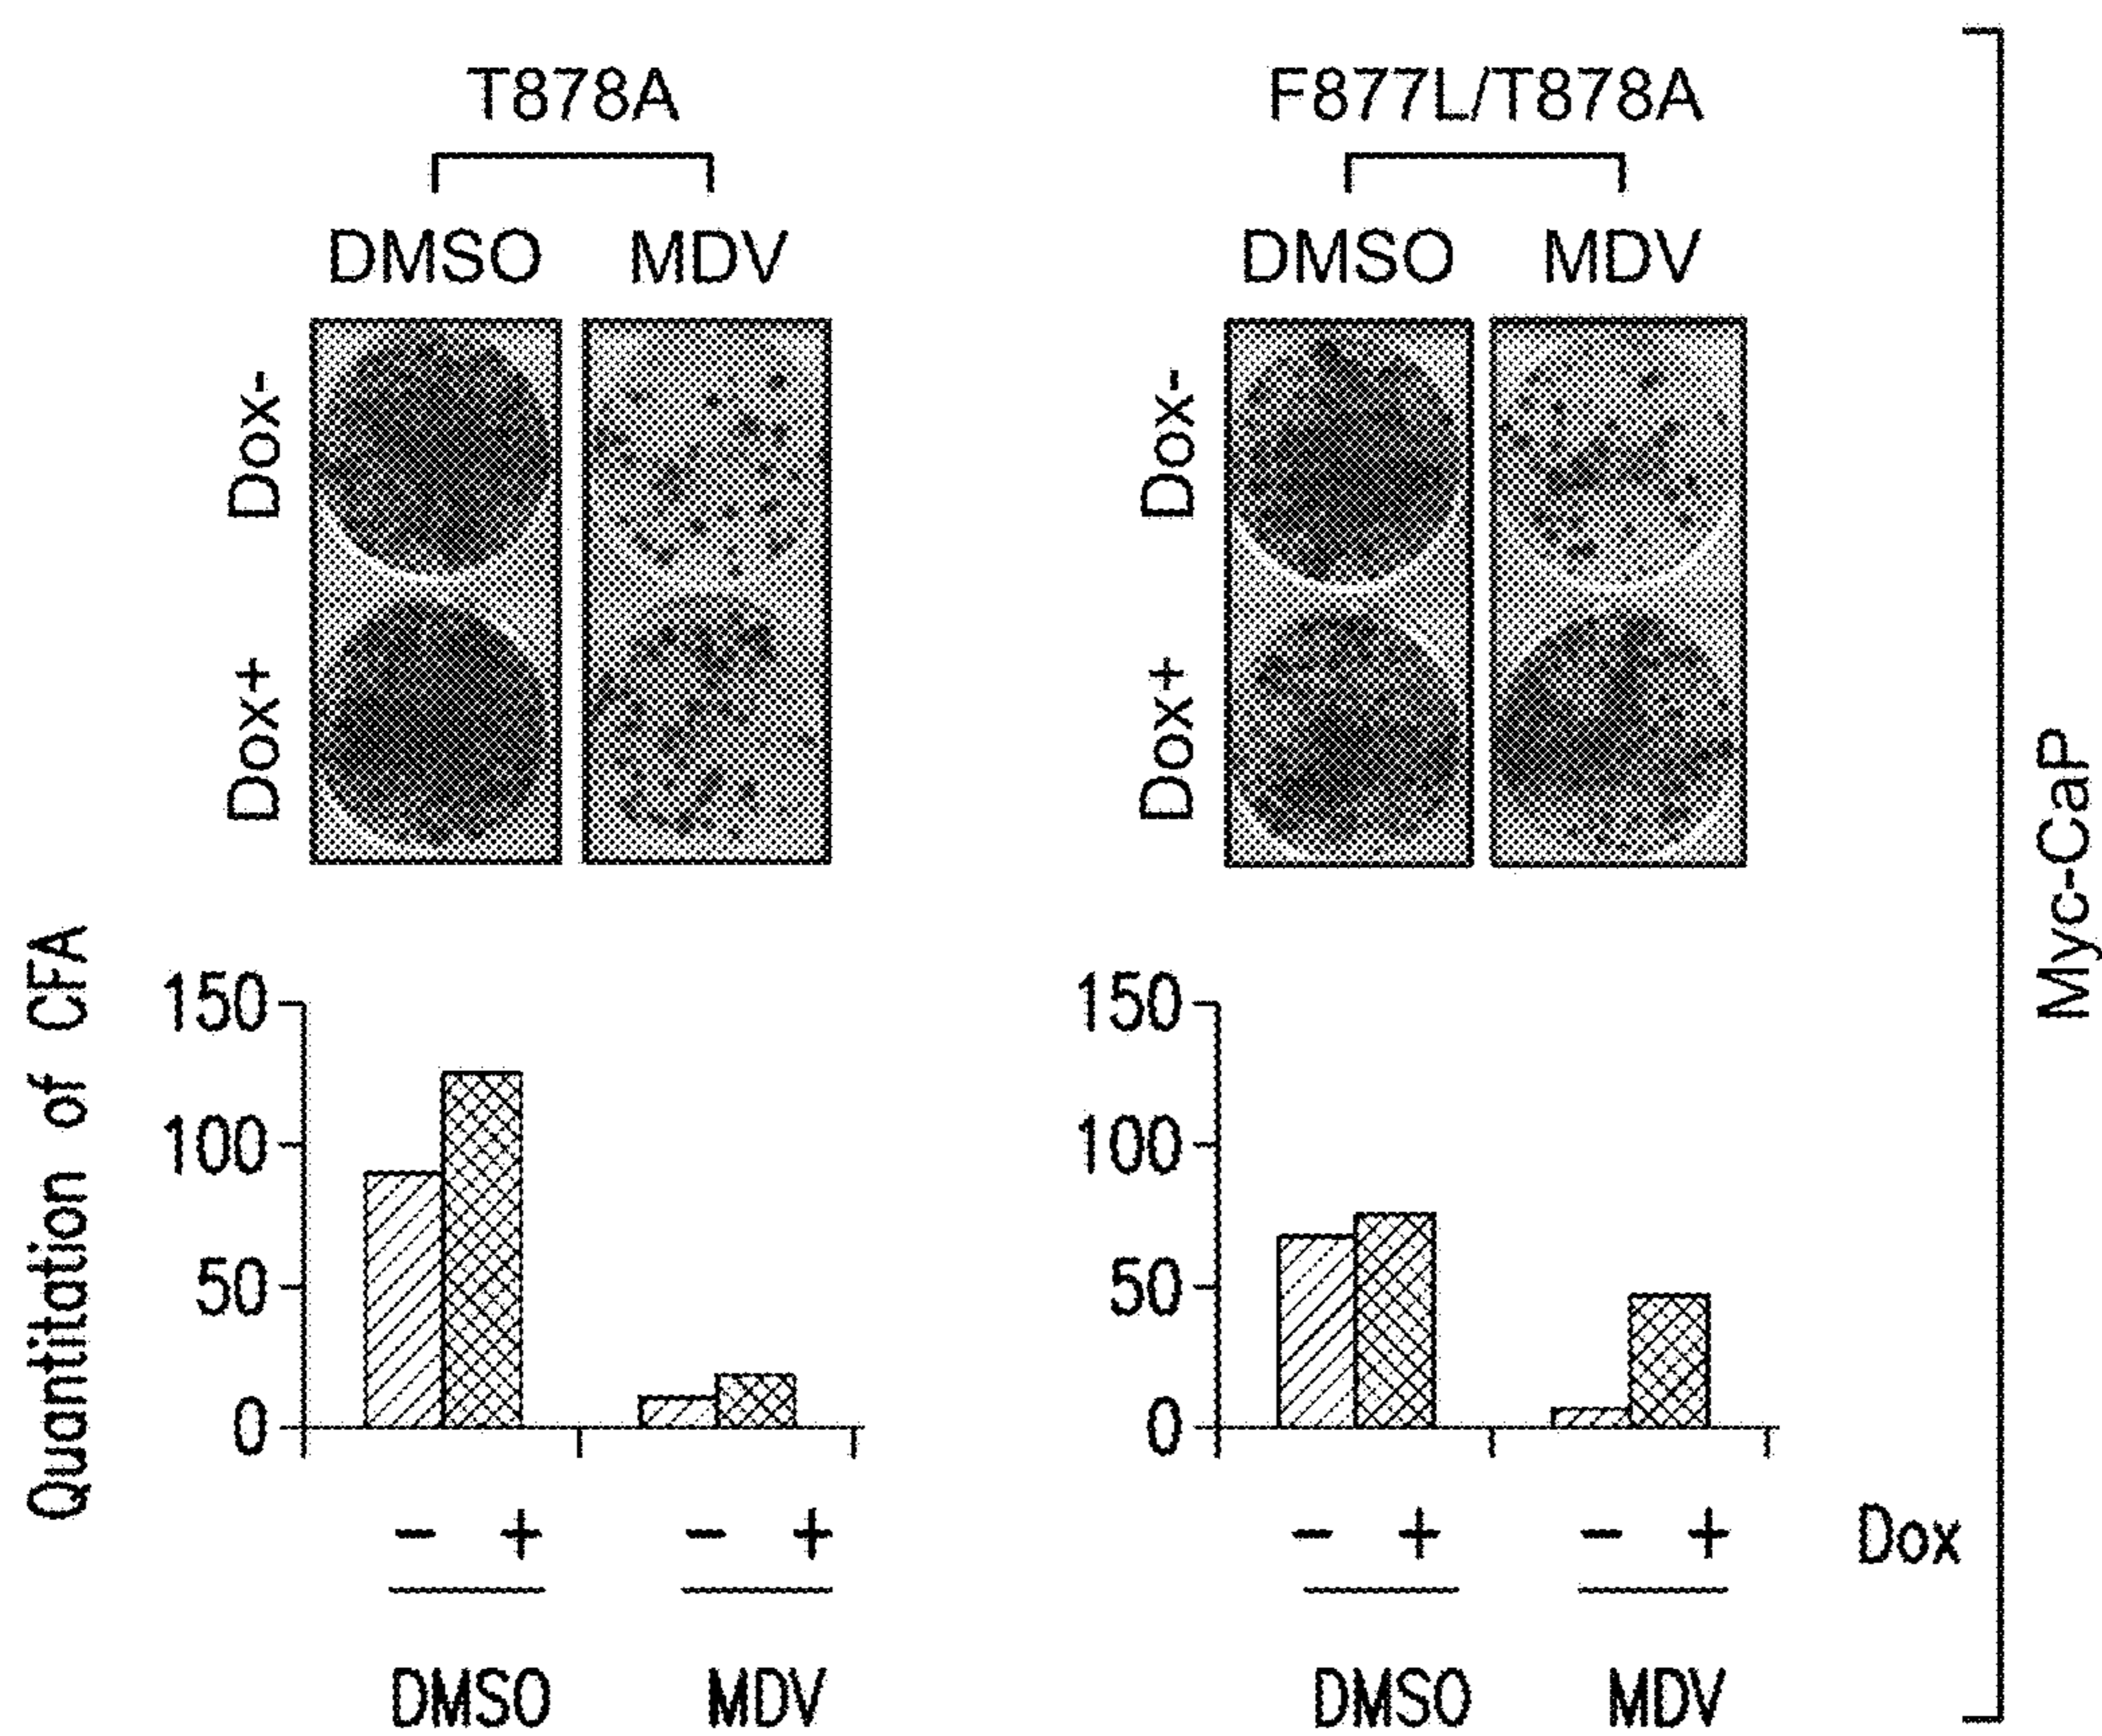 T878A
F877L/T878A
DMSO MDV
DMSO MDV
Dox-
Dox+
Dox-
Dox+
Myc-CaP
Quantitation of CFA
150
100
50
0
150
100
50
0
- + - +
- + - + Dox
DMSO MDV
DMSO MDV